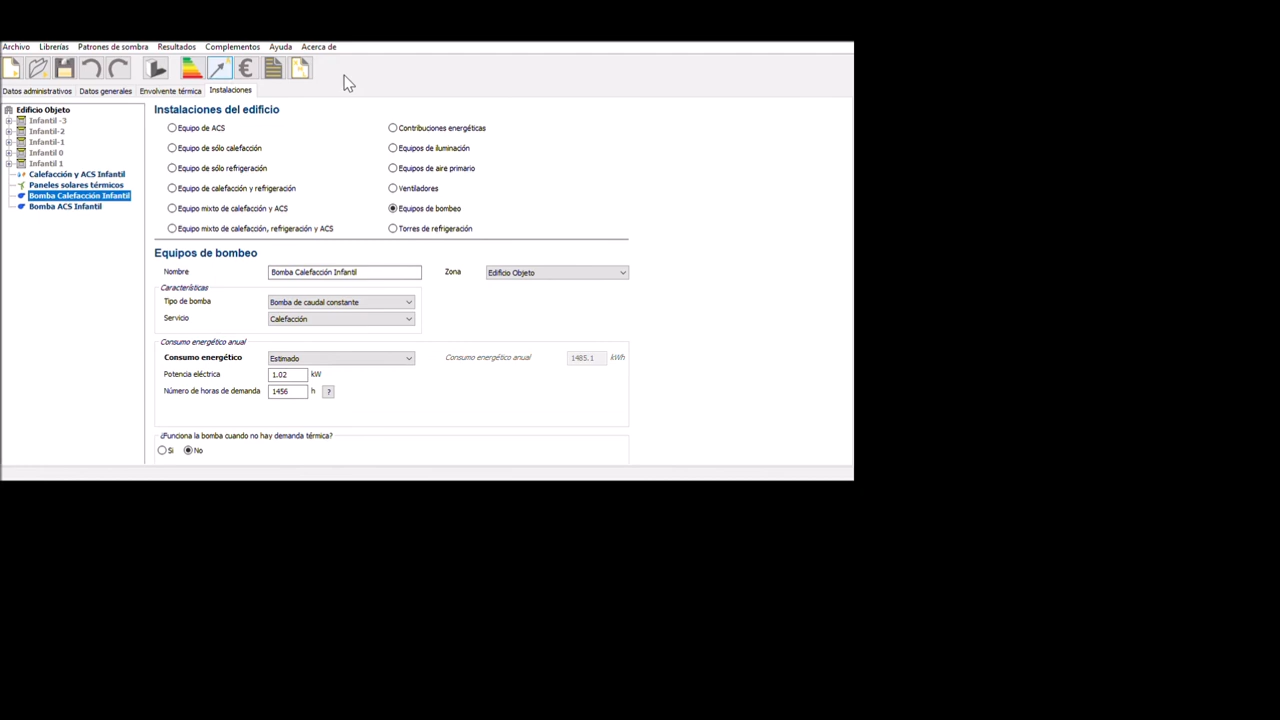 Archivo Librerías Patrones de sombra Resultados Complementos Ayuda Acerca de
Datos administrativos Datos generales Envolvente térmica Instalaciones
Edificio Objeto
Infantil -3
Infantil-2
Infantil-1
Infantil 0
Infantil 1
Calefacción y ACS Infantil
Paneles solares térmicos
Bomba Calefacción Infantil
Bomba ACS Infantil
Instalaciones del edificio
Equipo de ACS Contribuciones energéticas
Equipo de sólo calefacción Equipos de iluminación
Equipo de sólo refrigeración Equipos de aire primario
Equipo de calefacción y refrigeración Ventiladores
Equipo mixto de calefacción y ACS Equipos de bombeo
Equipo mixto de calefacción, refrigeración y ACS Torres de refrigeración
Equipos de bombeo
Nombre Bomba Calefacción Infantil Zona Edificio Objeto
Características
Tipo de bomba Bomba de caudal constante
Servicio Calefacción
Consumo energético anual
Consumo energético Estimado Consumo energético anual 1485.1 kWh
Potencia eléctrica 1.02 kW
Número de horas de demanda 1456 h ?
¿Funciona la bomba cuando no hay demanda térmica?
Si No